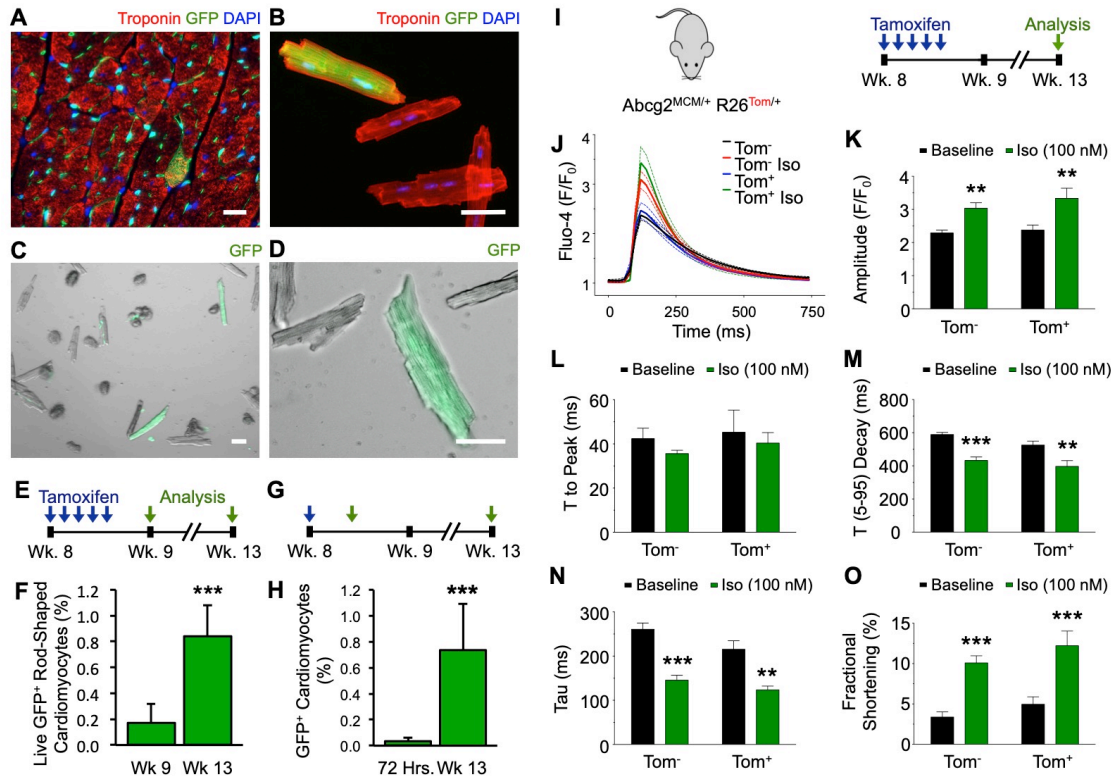 A
Troponin GFP DAPI
B
Troponin GFP DAPI
C
GFP
D
GFP
E
Tamoxifen
Analysis
Wk. 8
Wk. 9
Wk. 13
G
Wk. 8
Wk. 9
Wk. 13
F
Live GFP+ Rod-Shaped
Cardiomyocytes (%)
1.2
1.0
0.8
0.6
0.4
0.2
0.0
***
Wk 9
Wk 13
H
GFP+ Cardiomyocytes
(%)
1.2
1.0
0.8
0.6
0.4
0.2
0.0
***
72 Hrs.
Wk 13
I
Abcg2MCM/+ R26Tom/+
Tamoxifen
Analysis
Wk. 8
Wk. 9
Wk. 13
J
Fluo-4 (F/F0)
4
3
2
1
0
250
500
750
Time (ms)
Tom-
Tom- Iso
Tom+
Tom+ Iso
K
Baseline
Iso (100 nM)
Amplitude (F/F0)
4
3
2
1
0
**
**
Tom-
Tom+
L
Baseline
Iso (100 nM)
T to Peak
(ms)
60
40
20
0
Tom-
Tom+
M
Baseline
Iso (100 nM)
T (5-95) Decay (ms)
800
600
400
200
0
***
**
Tom-
Tom+
N
Baseline
Iso (100 nM)
Tau
(ms)
300
200
100
0
***
**
Tom-
Tom+
O
Baseline
Iso (100 nM)
Fractional
Shortening (%)
15
10
5
0
***
***
Tom-
Tom+